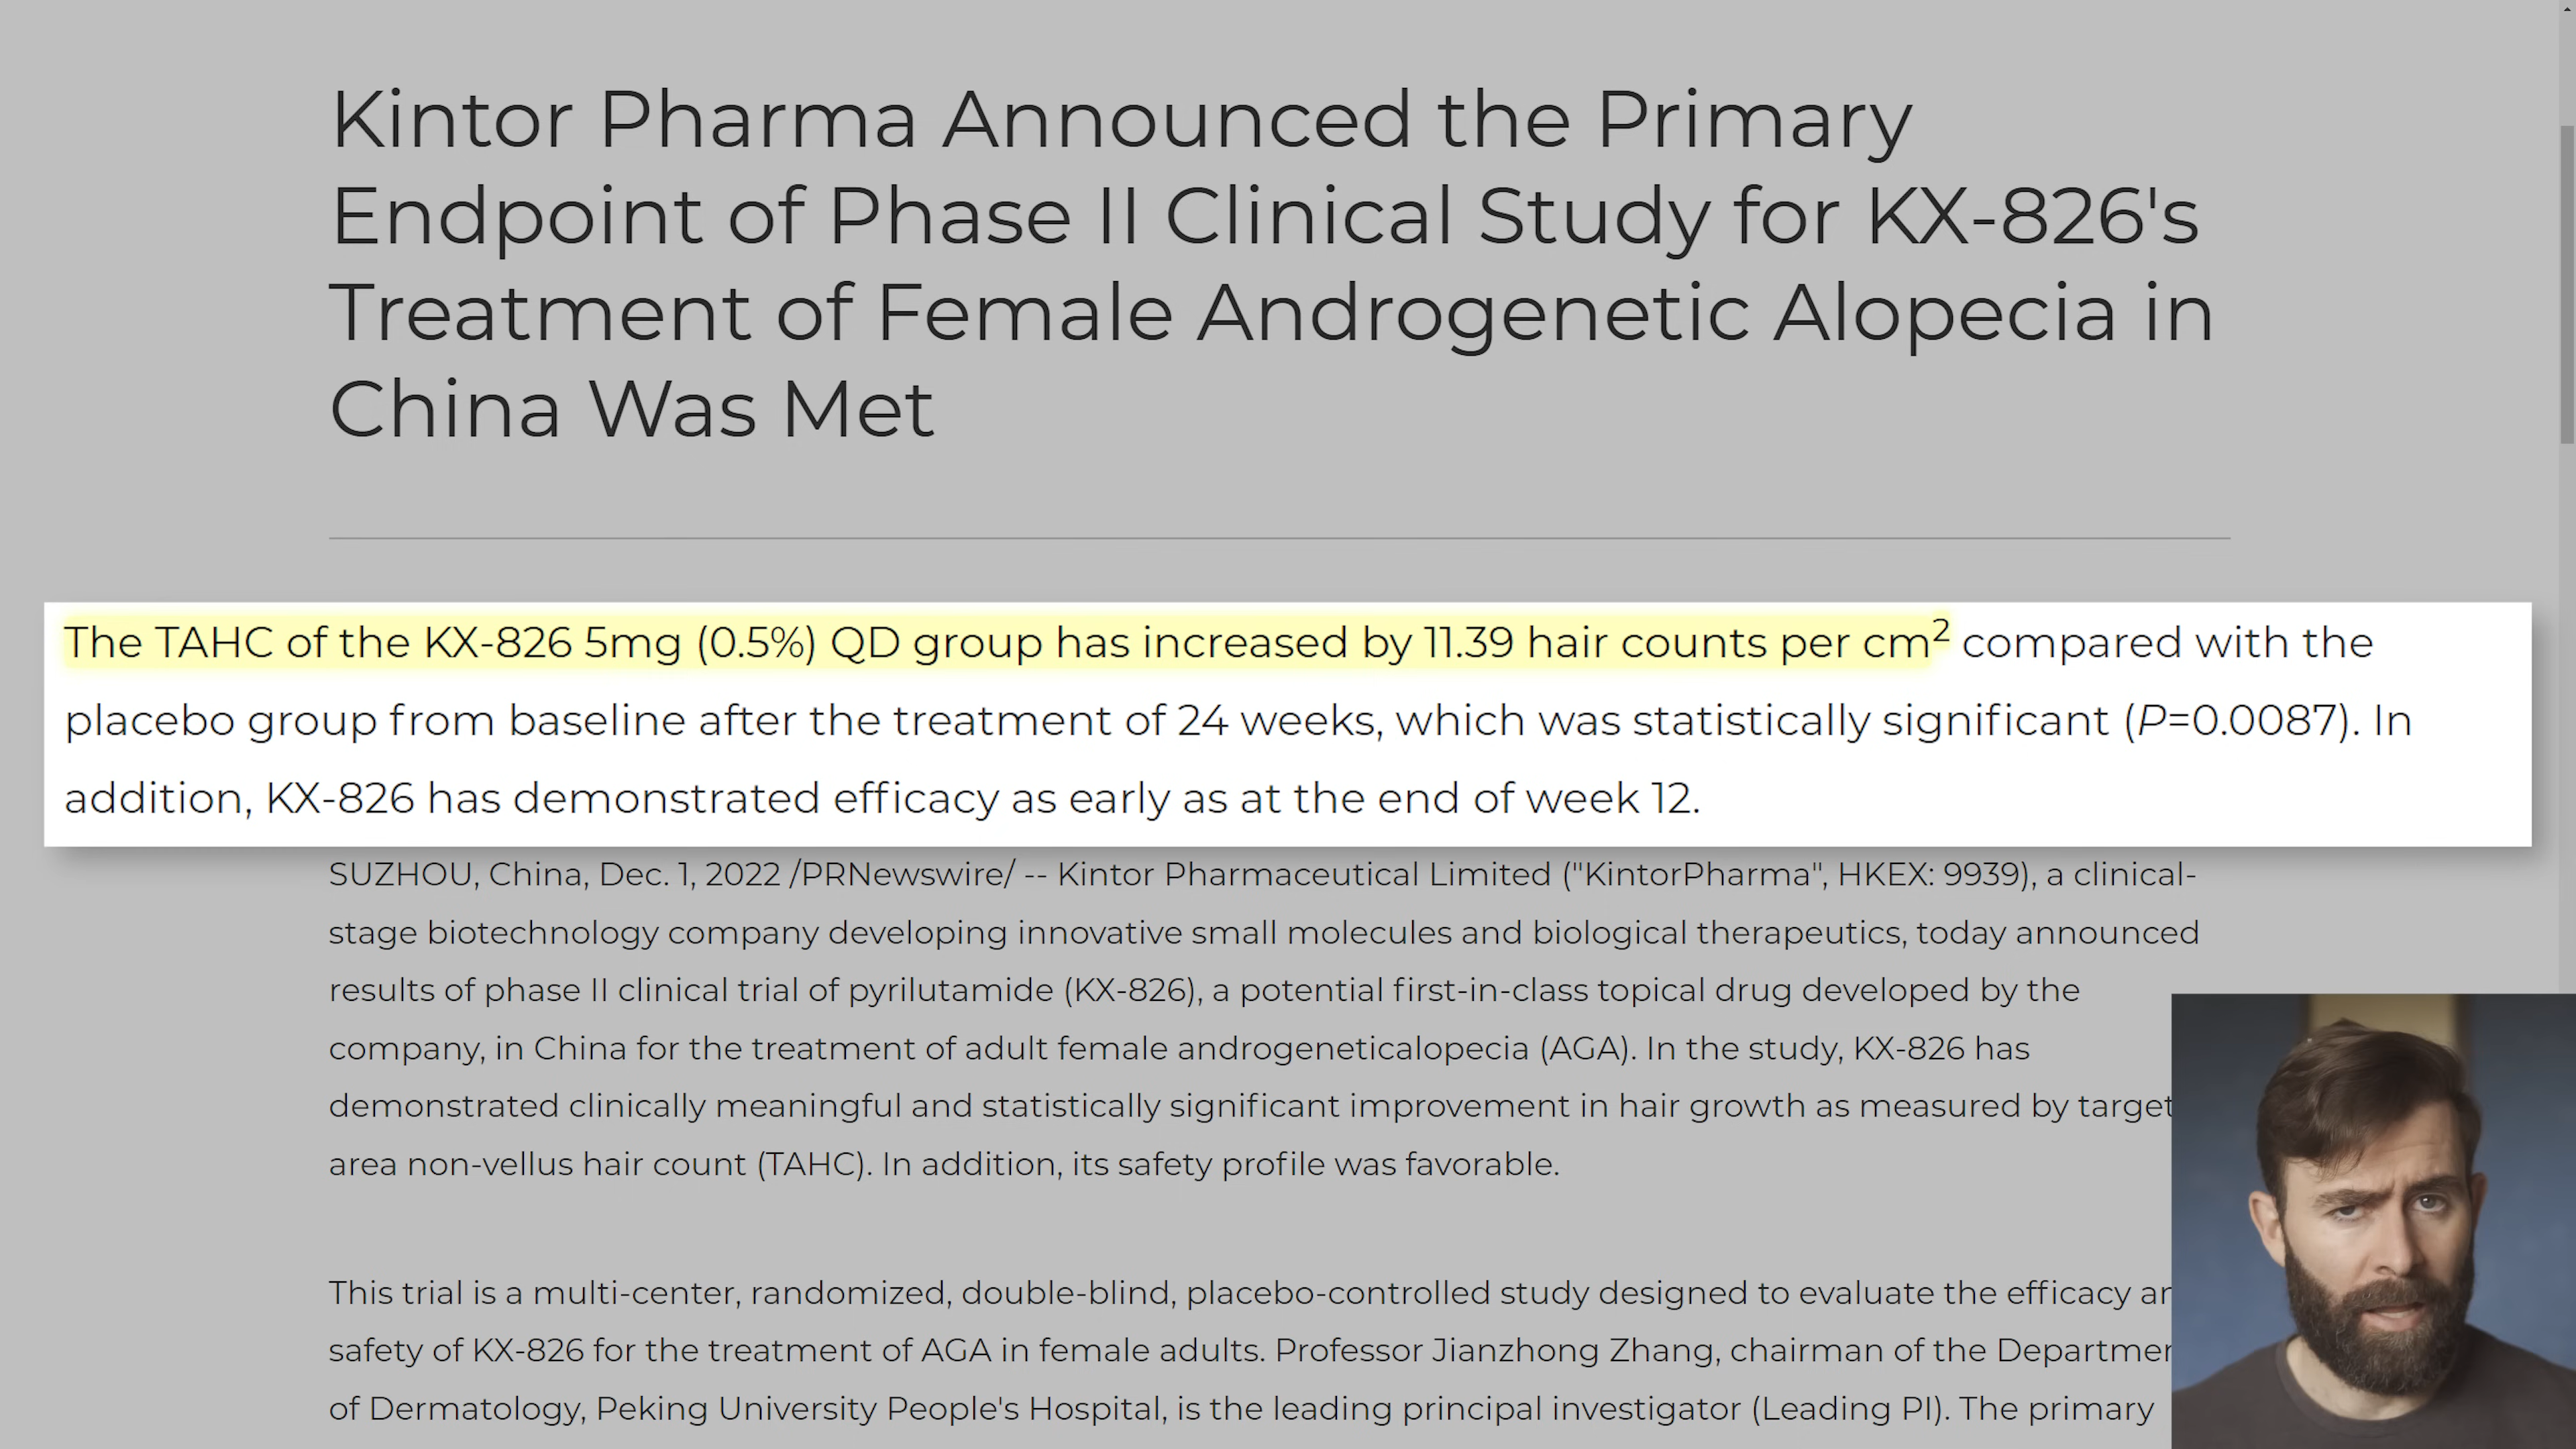 Kintor Pharma Announced the Primary
Endpoint of Phase II Clinical Study for KX-826's
Treatment of Female Androgenetic Alopecia in
China Was Met
The TAHC of the KX-826 5mg (0.5%) QD group has increased by 11.39 hair counts per cm² compared with the
placebo group from baseline after the treatment of 24 weeks, which was statistically significant (P=0.0087). In
addition, KX-826 has demonstrated efficacy as early as at the end of week 12.
SUZHOU, China, Dec. 1, 2022 /PRNewswire/ -- Kintor Pharmaceutical Limited ("KintorPharma", HKEX: 9939), a clinical-
stage biotechnology company developing innovative small molecules and biological therapeutics, today announced
results of phase II clinical trial of pyrilutamide (KX-826), a potential first-in-class topical drug developed by the
company, in China for the treatment of adult female androgeneticalopecia (AGA). In the study, KX-826 has
demonstrated clinically meaningful and statistically significant improvement in hair growth as measured by target
area non-vellus hair count (TAHC). In addition, its safety profile was favorable.
This trial is a multi-center, randomized, double-blind, placebo-controlled study designed to evaluate the efficacy
safety of KX-826 for the treatment of AGA in female adults. Professor Jianzhong Zhang, chairman of the
of Dermatology, Peking University People's Hospital, is the leading principal investigator (Leading PI). The primary